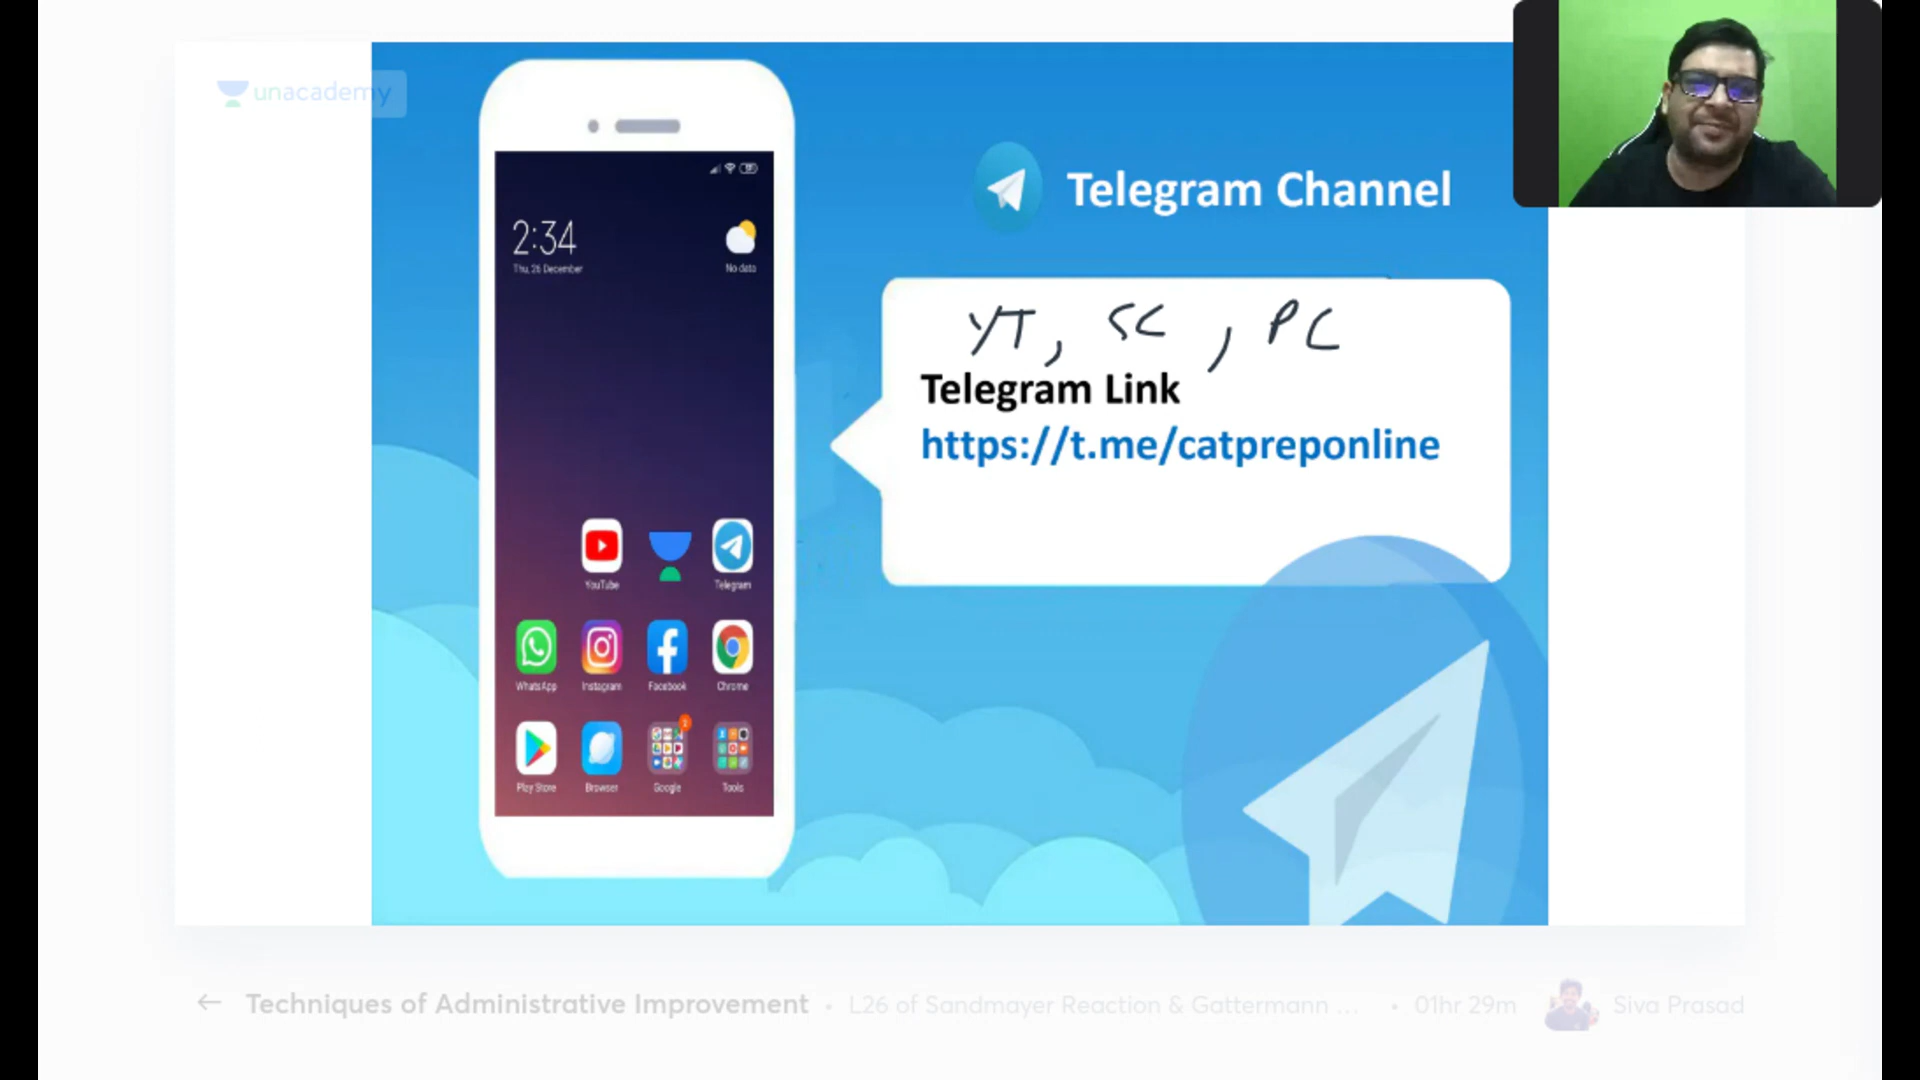 unacademy
Telegram Channel
2:34
Thu, 26 December
No data
YT, SC, PC
Telegram Link
https://t.me/catpreponline
YouTube
Telegram
WhatsApp
Instagram
Facebook
Chrome
Play Store
Browser
Google
Tools
Techniques of Administrative Improvement • L26 of Sandmayer Reaction & Gattermann ... • 01hr 29m Siva Prasad